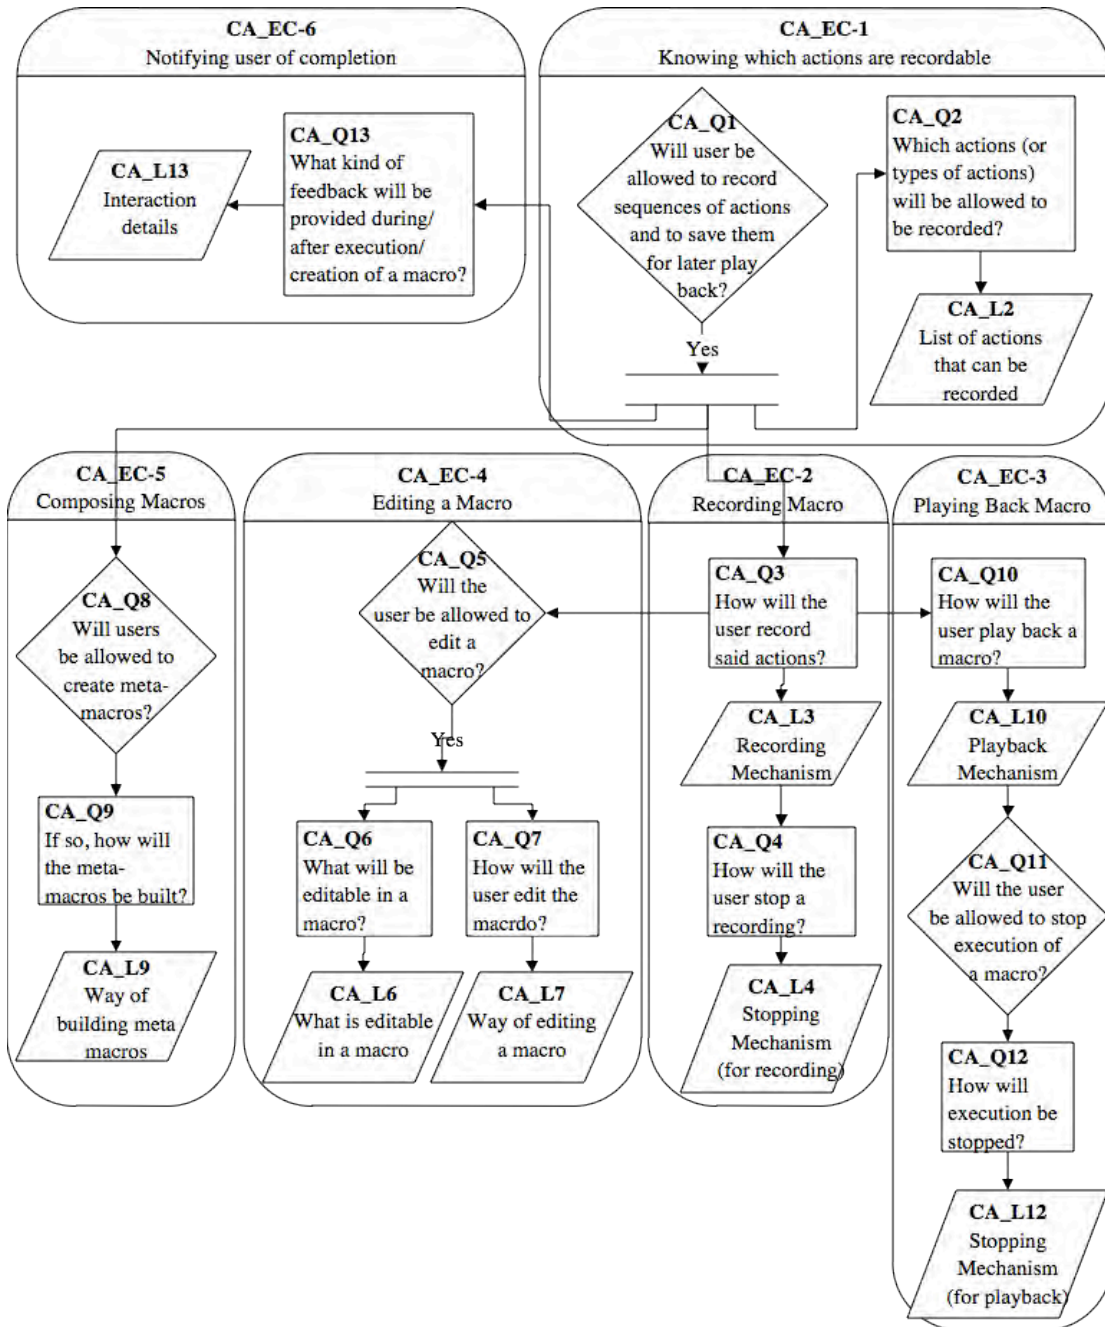 CA_EC-6
Notifying user of completion
CA_Q13
What kind of
feedback will be
provided during/
after execution/
creation of a macro?
CA_L13
Interaction
details
CA_EC-1
Knowing which actions are recordable
CA_Q1
Will user be
allowed to record
sequences of actions
and to save them
for later play
back?
Yes
CA_Q2
Which actions (or
types of actions)
will be allowed to
be recorded?
CA_L2
List of actions
that can be
recorded
CA_EC-5
Composing Macros
CA_Q8
Will users
be allowed to
create meta-
macros?
CA_Q9
If so, how will
the meta-
macros be built?
CA_L9
Way of
building meta
macros
CA_EC-4
Editing a Macro
CA_Q5
Will the
user be allowed to
edit a
macro?
Yes
CA_Q6
What will be
editable in a
macro?
CA_L6
What is editable
in a macro
CA_Q7
How will the
user edit the
macrdo?
CA_L7
Way of editing
a macro
CA_EC-2
Recording Macro
CA_Q3
How will the
user record
said actions?
CA_L3
Recording
Mechanism
CA_Q4
How will the
user stop a
recording?
CA_L4
Stopping
Mechanism
(for recording)
CA_EC-3
Playing Back Macro
CA_Q10
How will the
user play back a
macro?
CA_L10
Playback
Mechanism
CA_Q11
Will the user
be allowed to stop
execution of
a macro?
CA_Q12
How will
execution be
stopped?
CA_L12
Stopping
Mechanism
(for playback)